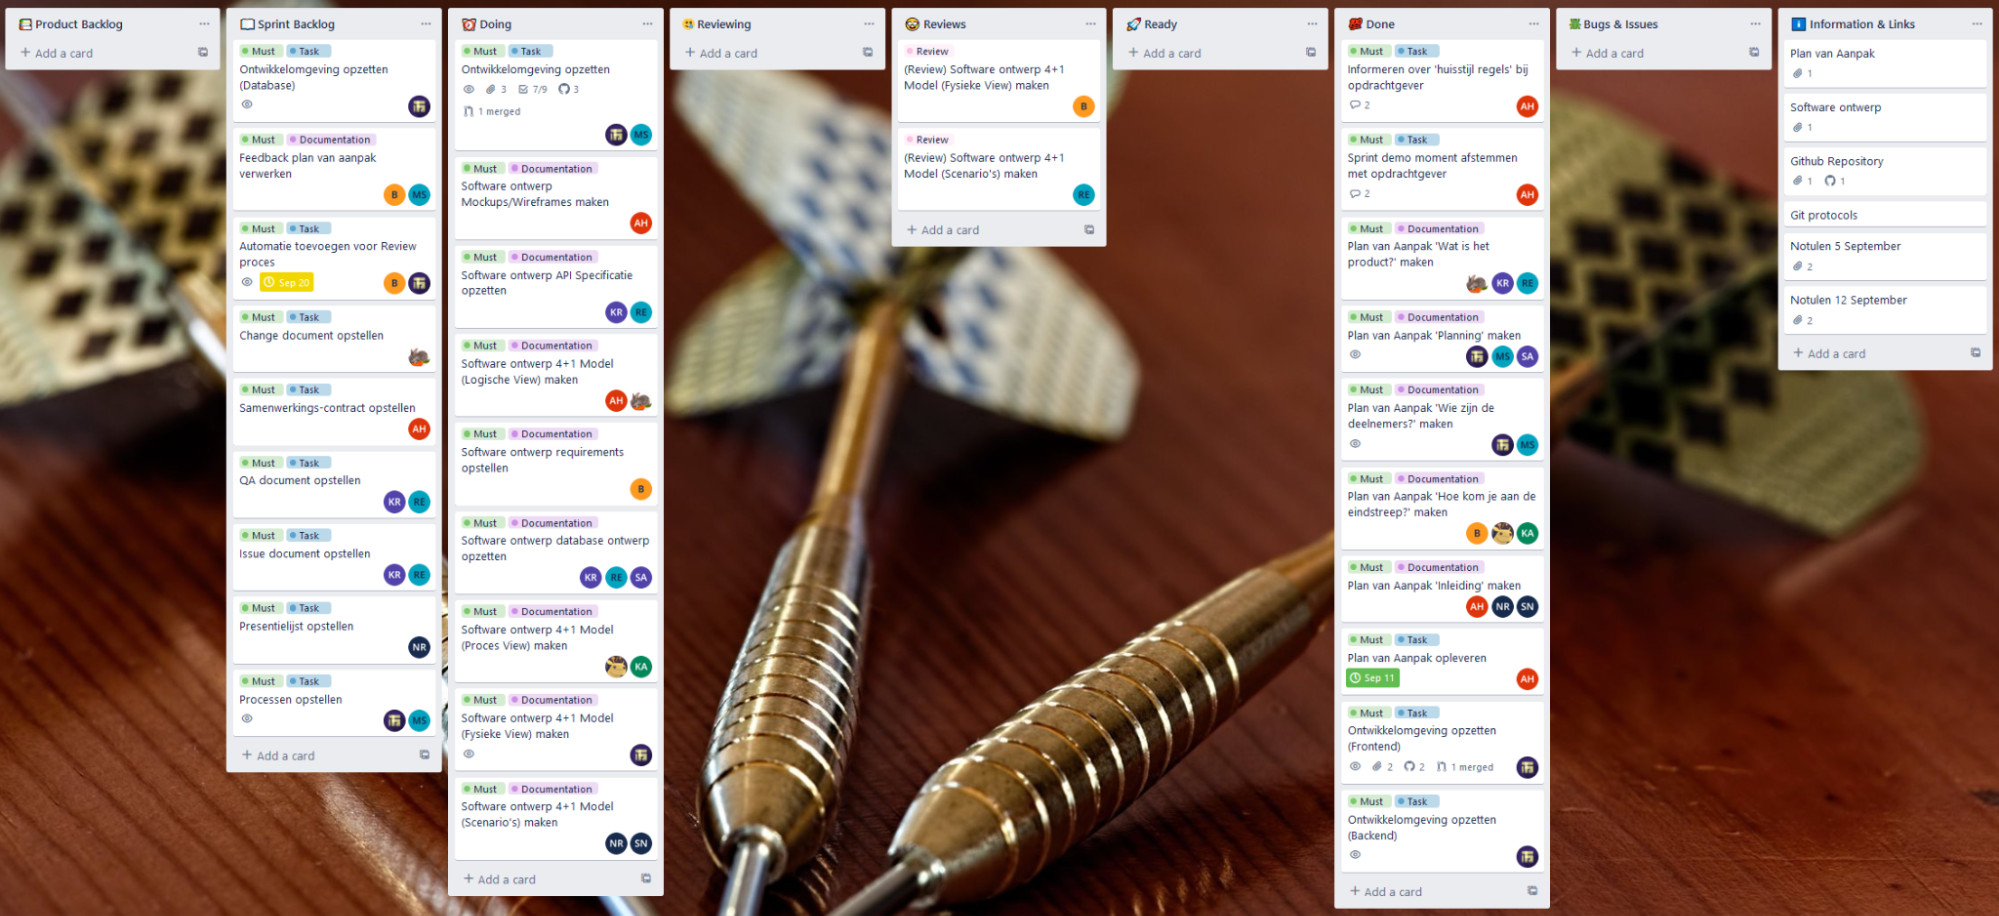 Product Backlog
+ Add a card
Sprint Backlog
Must Task
Ontwikkelomgeving opzetten
(Database)
Must Documentation
Feedback plan van aanpak
verwerken
B MS
Must Task
Automatie toevoegen voor Review
proces
Sep 20
B
Must Task
Change document opstellen
Must Task
Samenwerkings-contract opstellen
AH
Must Task
QA document opstellen
KR RE
Must Task
Issue document opstellen
KR RE
Must Task
Presentielijst opstellen
NR
Must Task
Processen opstellen
MS
+ Add a card
Doing
Must Task
Ontwikkelomgeving opzetten
3 7/9 3
1 merged
MS
Must Documentation
Software ontwerp
Mockups/Wireframes maken
AH
Must Documentation
Software ontwerp API Specificatie
opzetten
KR RE
Must Documentation
Software ontwerp 4+1 Model
(Logische View) maken
AH
Must Documentation
Software ontwerp requirements
opstellen
B
Must Documentation
Software ontwerp database ontwerp
opzetten
KR RE SA
Must Documentation
Software ontwerp 4+1 Model
(Proces View) maken
KA
Must Documentation
Software ontwerp 4+1 Model
(Fysieke View) maken
Must Documentation
Software ontwerp 4+1 Model
(Scenario's) maken
NR SN
+ Add a card
Reviewing
+ Add a card
Reviews
Review
(Review) Software ontwerp 4+1
Model (Fysieke View) maken
B
Review
(Review) Software ontwerp 4+1
Model (Scenario's) maken
RE
+ Add a card
Ready
+ Add a card
Done
Must Task
Informeren over 'huisstijl regels' bij
opdrachtgever
2
AH
Must Task
Sprint demo moment afstemmen
met opdrachtgever
2
AH
Must Documentation
Plan van Aanpak 'Wat is het
product?' maken
KR RE
Must Documentation
Plan van Aanpak 'Planning' maken
MS SA
Must Documentation
Plan van Aanpak 'Wie zijn de
deelnemers?' maken
MS
Must Documentation
Plan van Aanpak 'Hoe kom je aan de
eindstreep?' maken
B KA
Must Documentation
Plan van Aanpak 'Inleiding' maken
AH NR SN
Must Task
Plan van Aanpak opleveren
Sep 11
AH
Must Task
Ontwikkelomgeving opzetten
(Frontend)
2 2 1 merged
Must Task
Ontwikkelomgeving opzetten
(Backend)
+ Add a card
Bugs & Issues
+ Add a card
Information & Links
Plan van Aanpak
1
Software ontwerp
1
Github Repository
1 1
Git protocols
Notulen 5 September
2
Notulen 12 September
2
+ Add a card